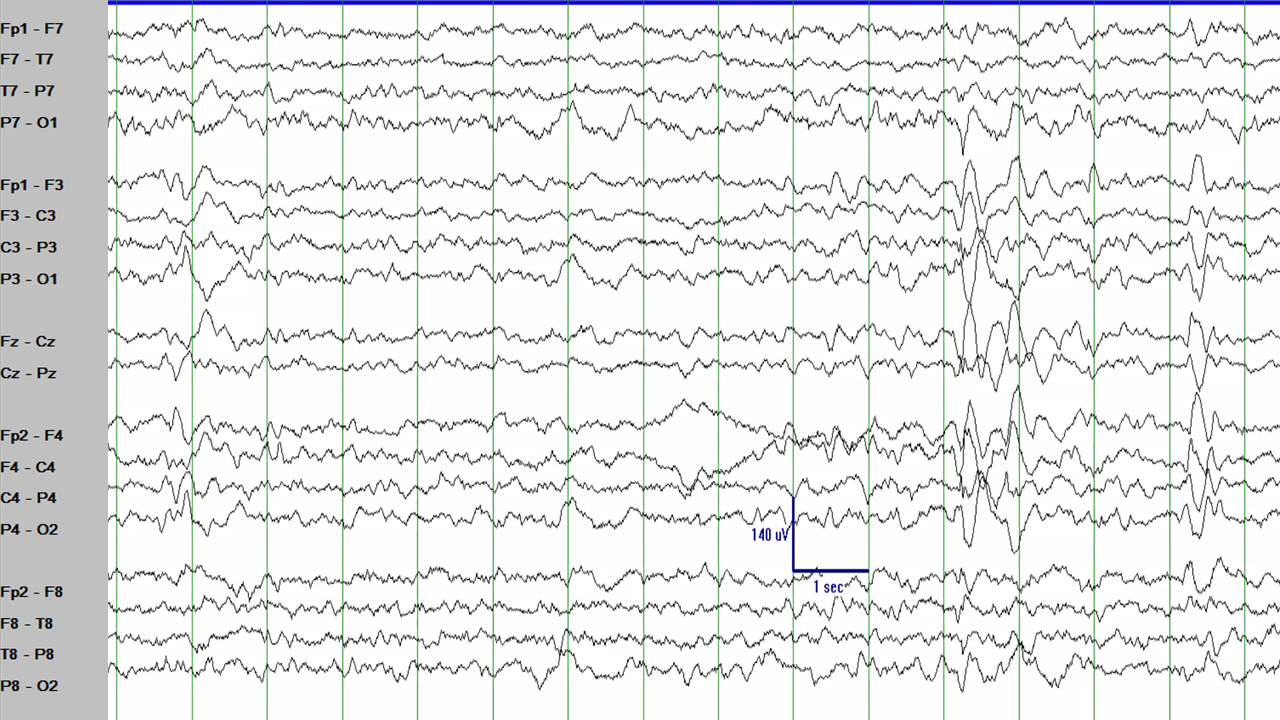 Fp1 - F7
F7 - T7
T7 - P7
P7 - O1
Fp1 - F3
F3 - C3
C3 - P3
P3 - O1
Fz - Cz
Cz - Pz
Fp2 - F4
F4 - C4
C4 - P4
P4 - O2
140 uV
1 sec
Fp2 - F8
F8 - T8
T8 - P8
P8 - O2